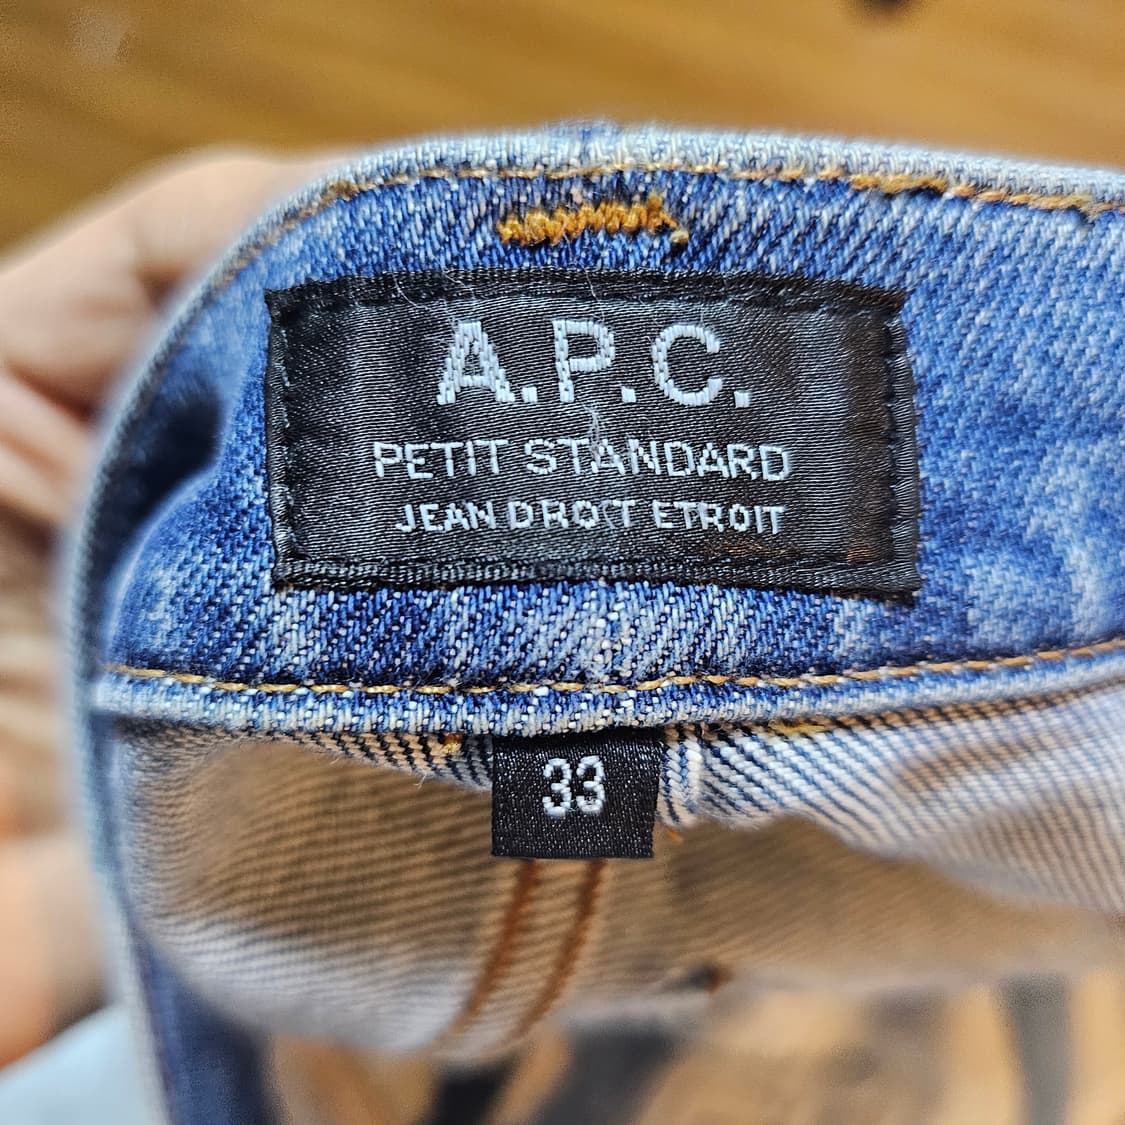 A.P.C.
PETIT STANDARD
JEAN DROIT ETROIT
33